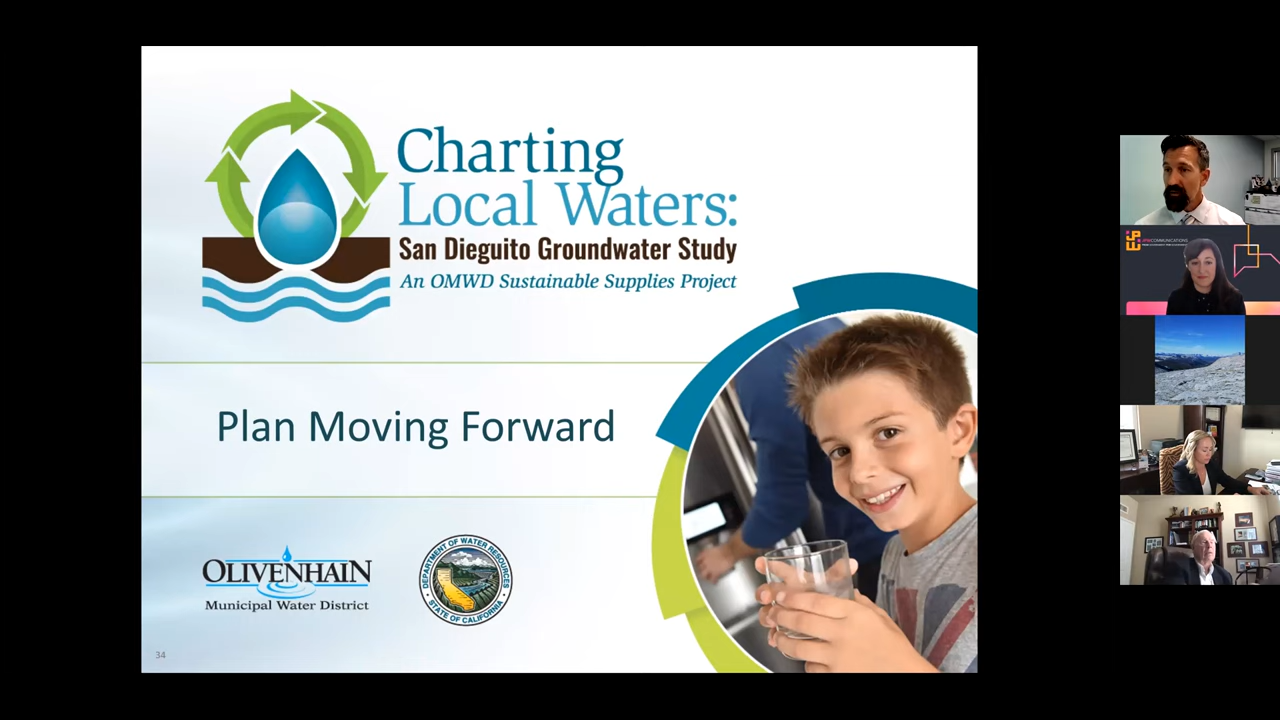 Charting
Local Waters:
San Dieguito Groundwater Study
An OMWD Sustainable Supplies Project
Plan Moving Forward
OLIVENHAIN
Municipal Water District
DEPARTMENT OF WATER RESOURCES
STATE OF CALIFORNIA
34
COMMUNICATIONS